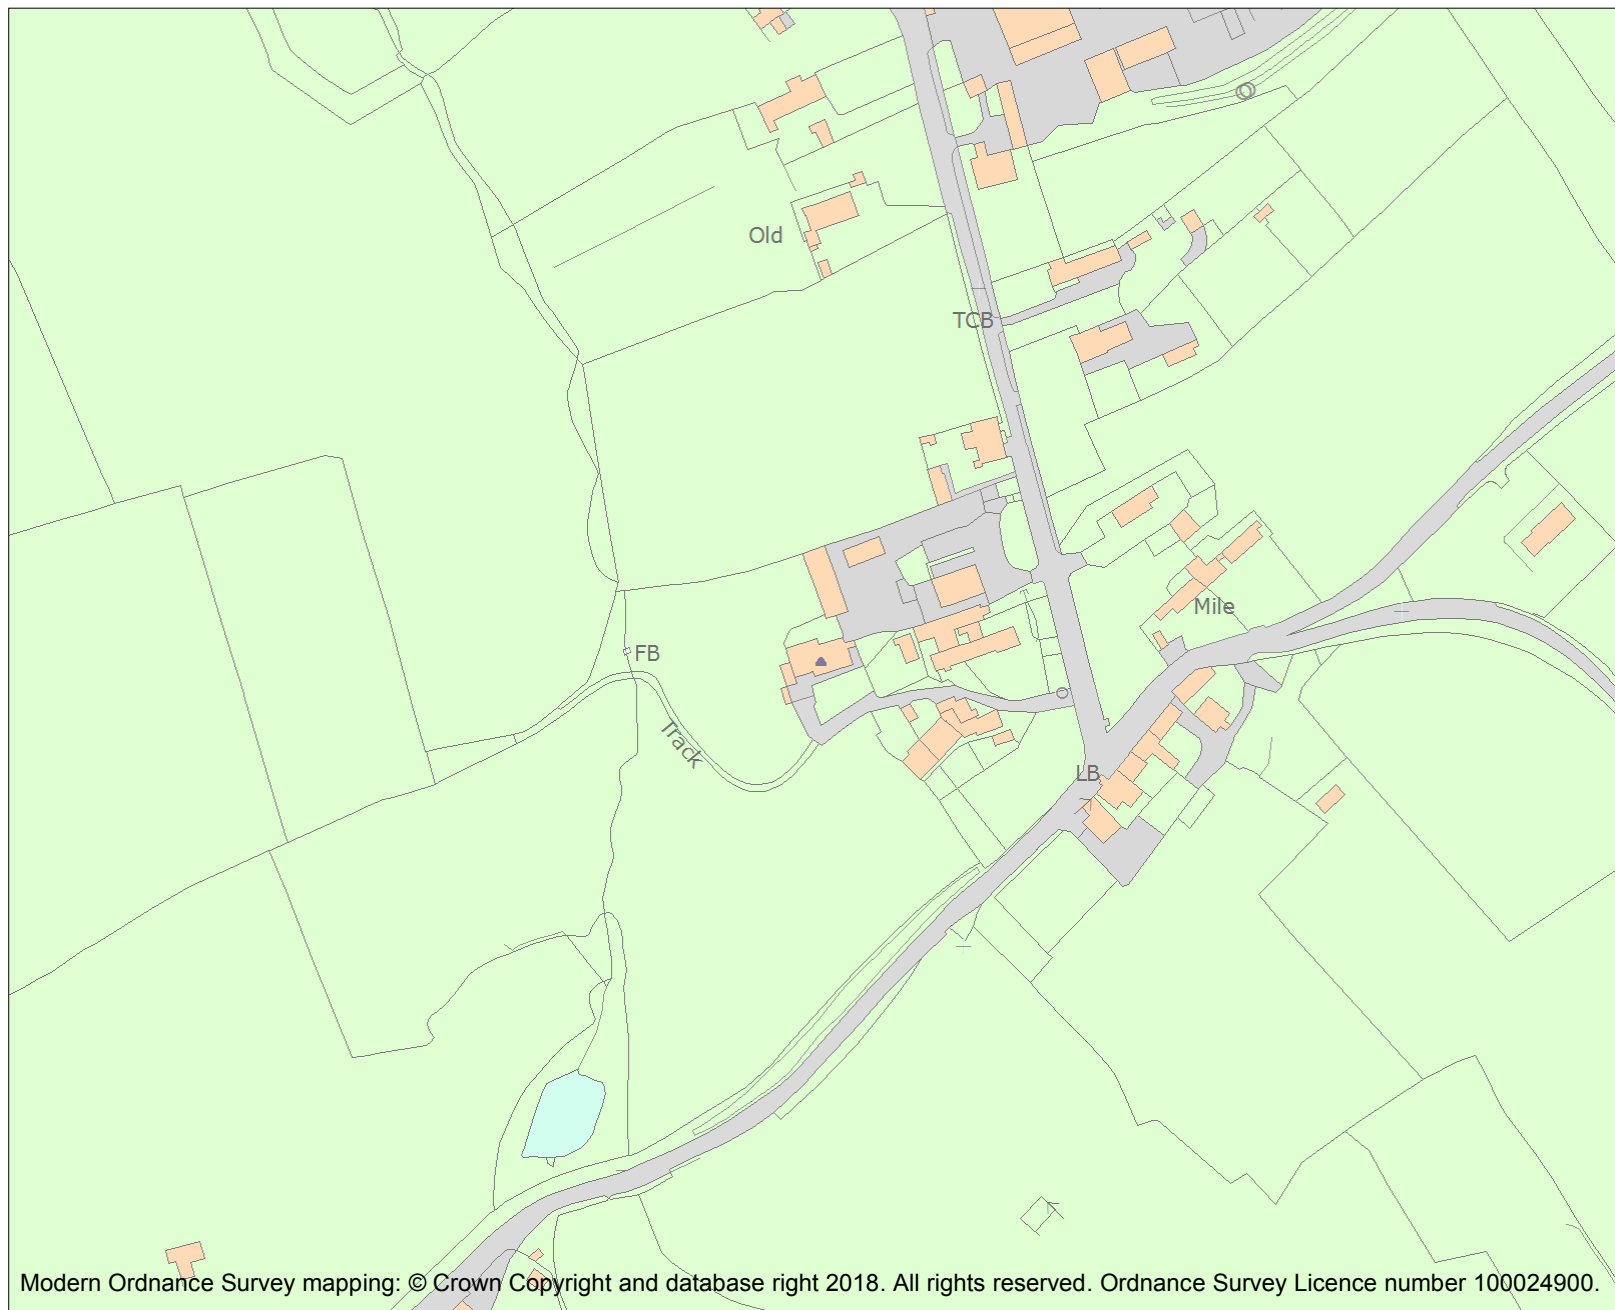 Old
TCB
Mile
FB
Track
LB
Modern Ordnance Survey mapping: © Crown Copyright and database right 2018. All rights reserved. Ordnance Survey Licence number 100024900.